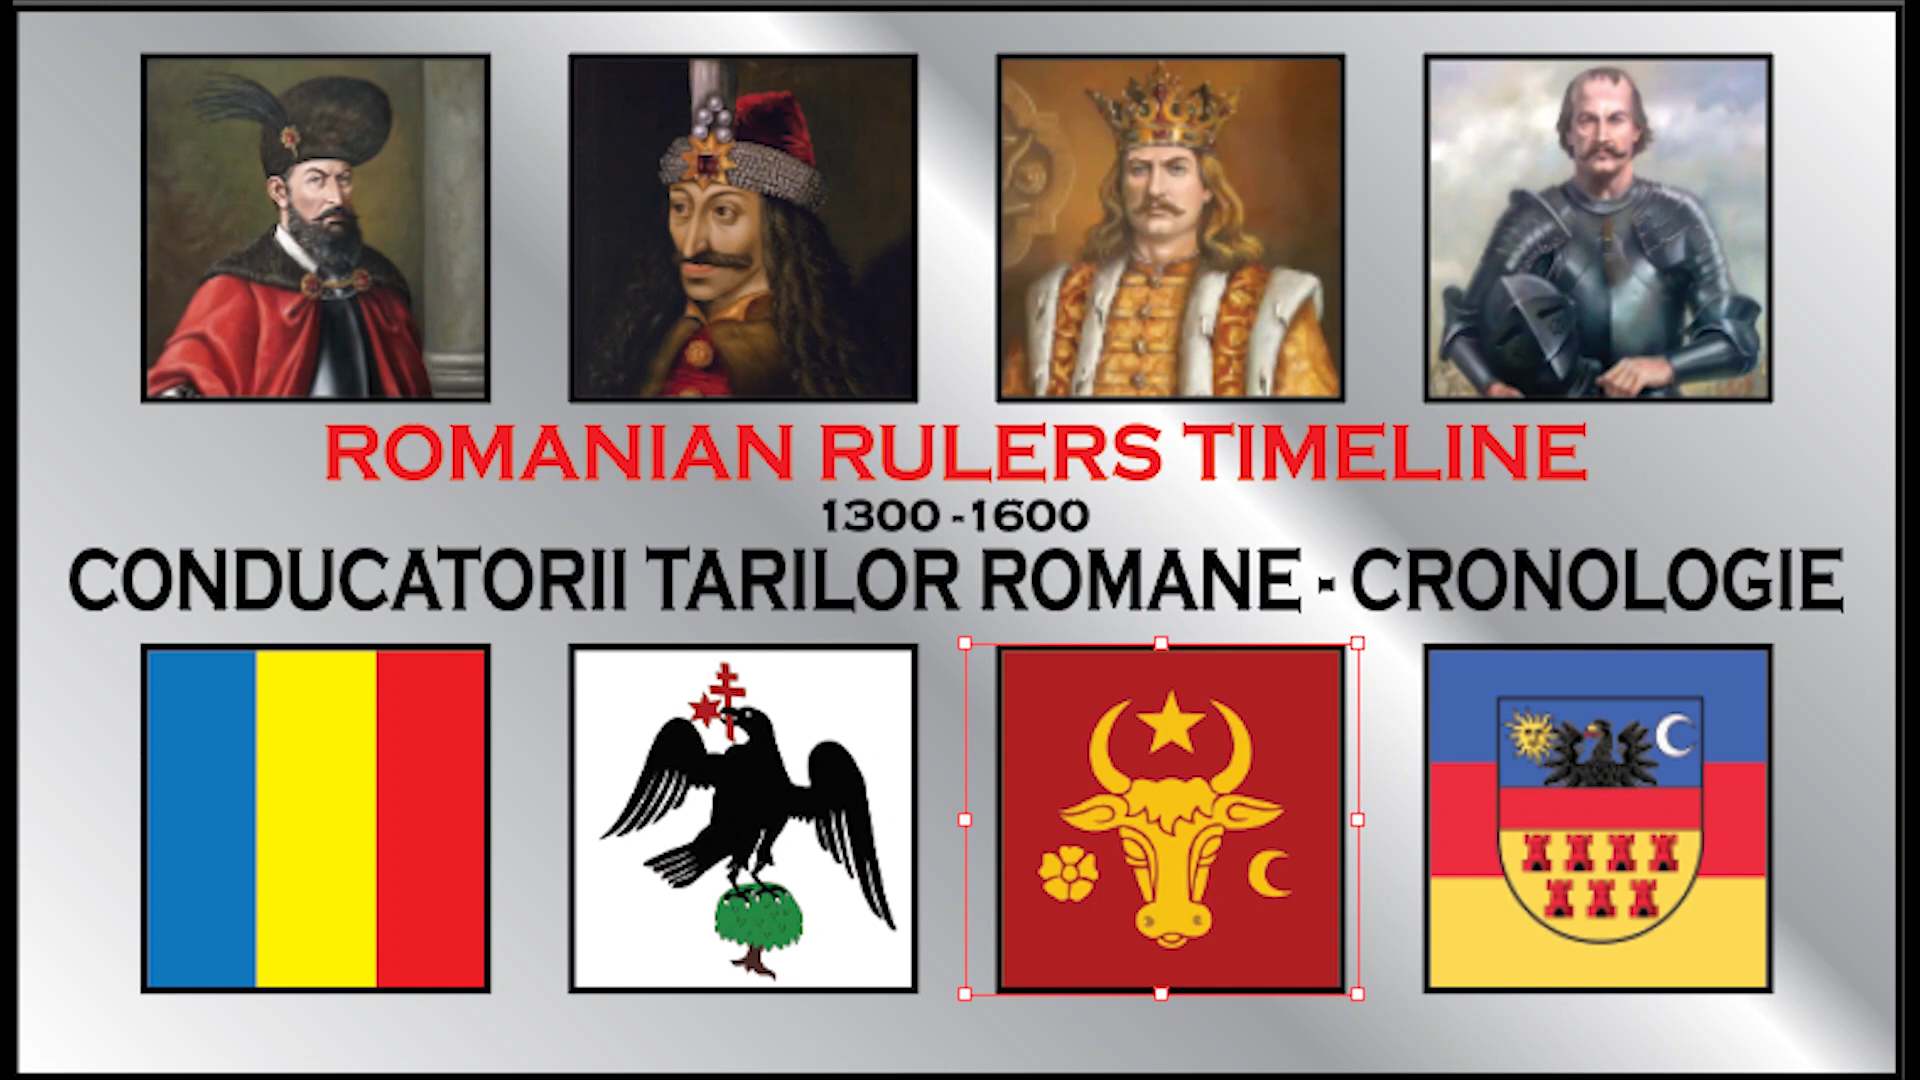 ROMANIAN RULERS TIMELINE
1300 -1600
CONDUCATORII TARILOR ROMANE - CRONOLOGIE